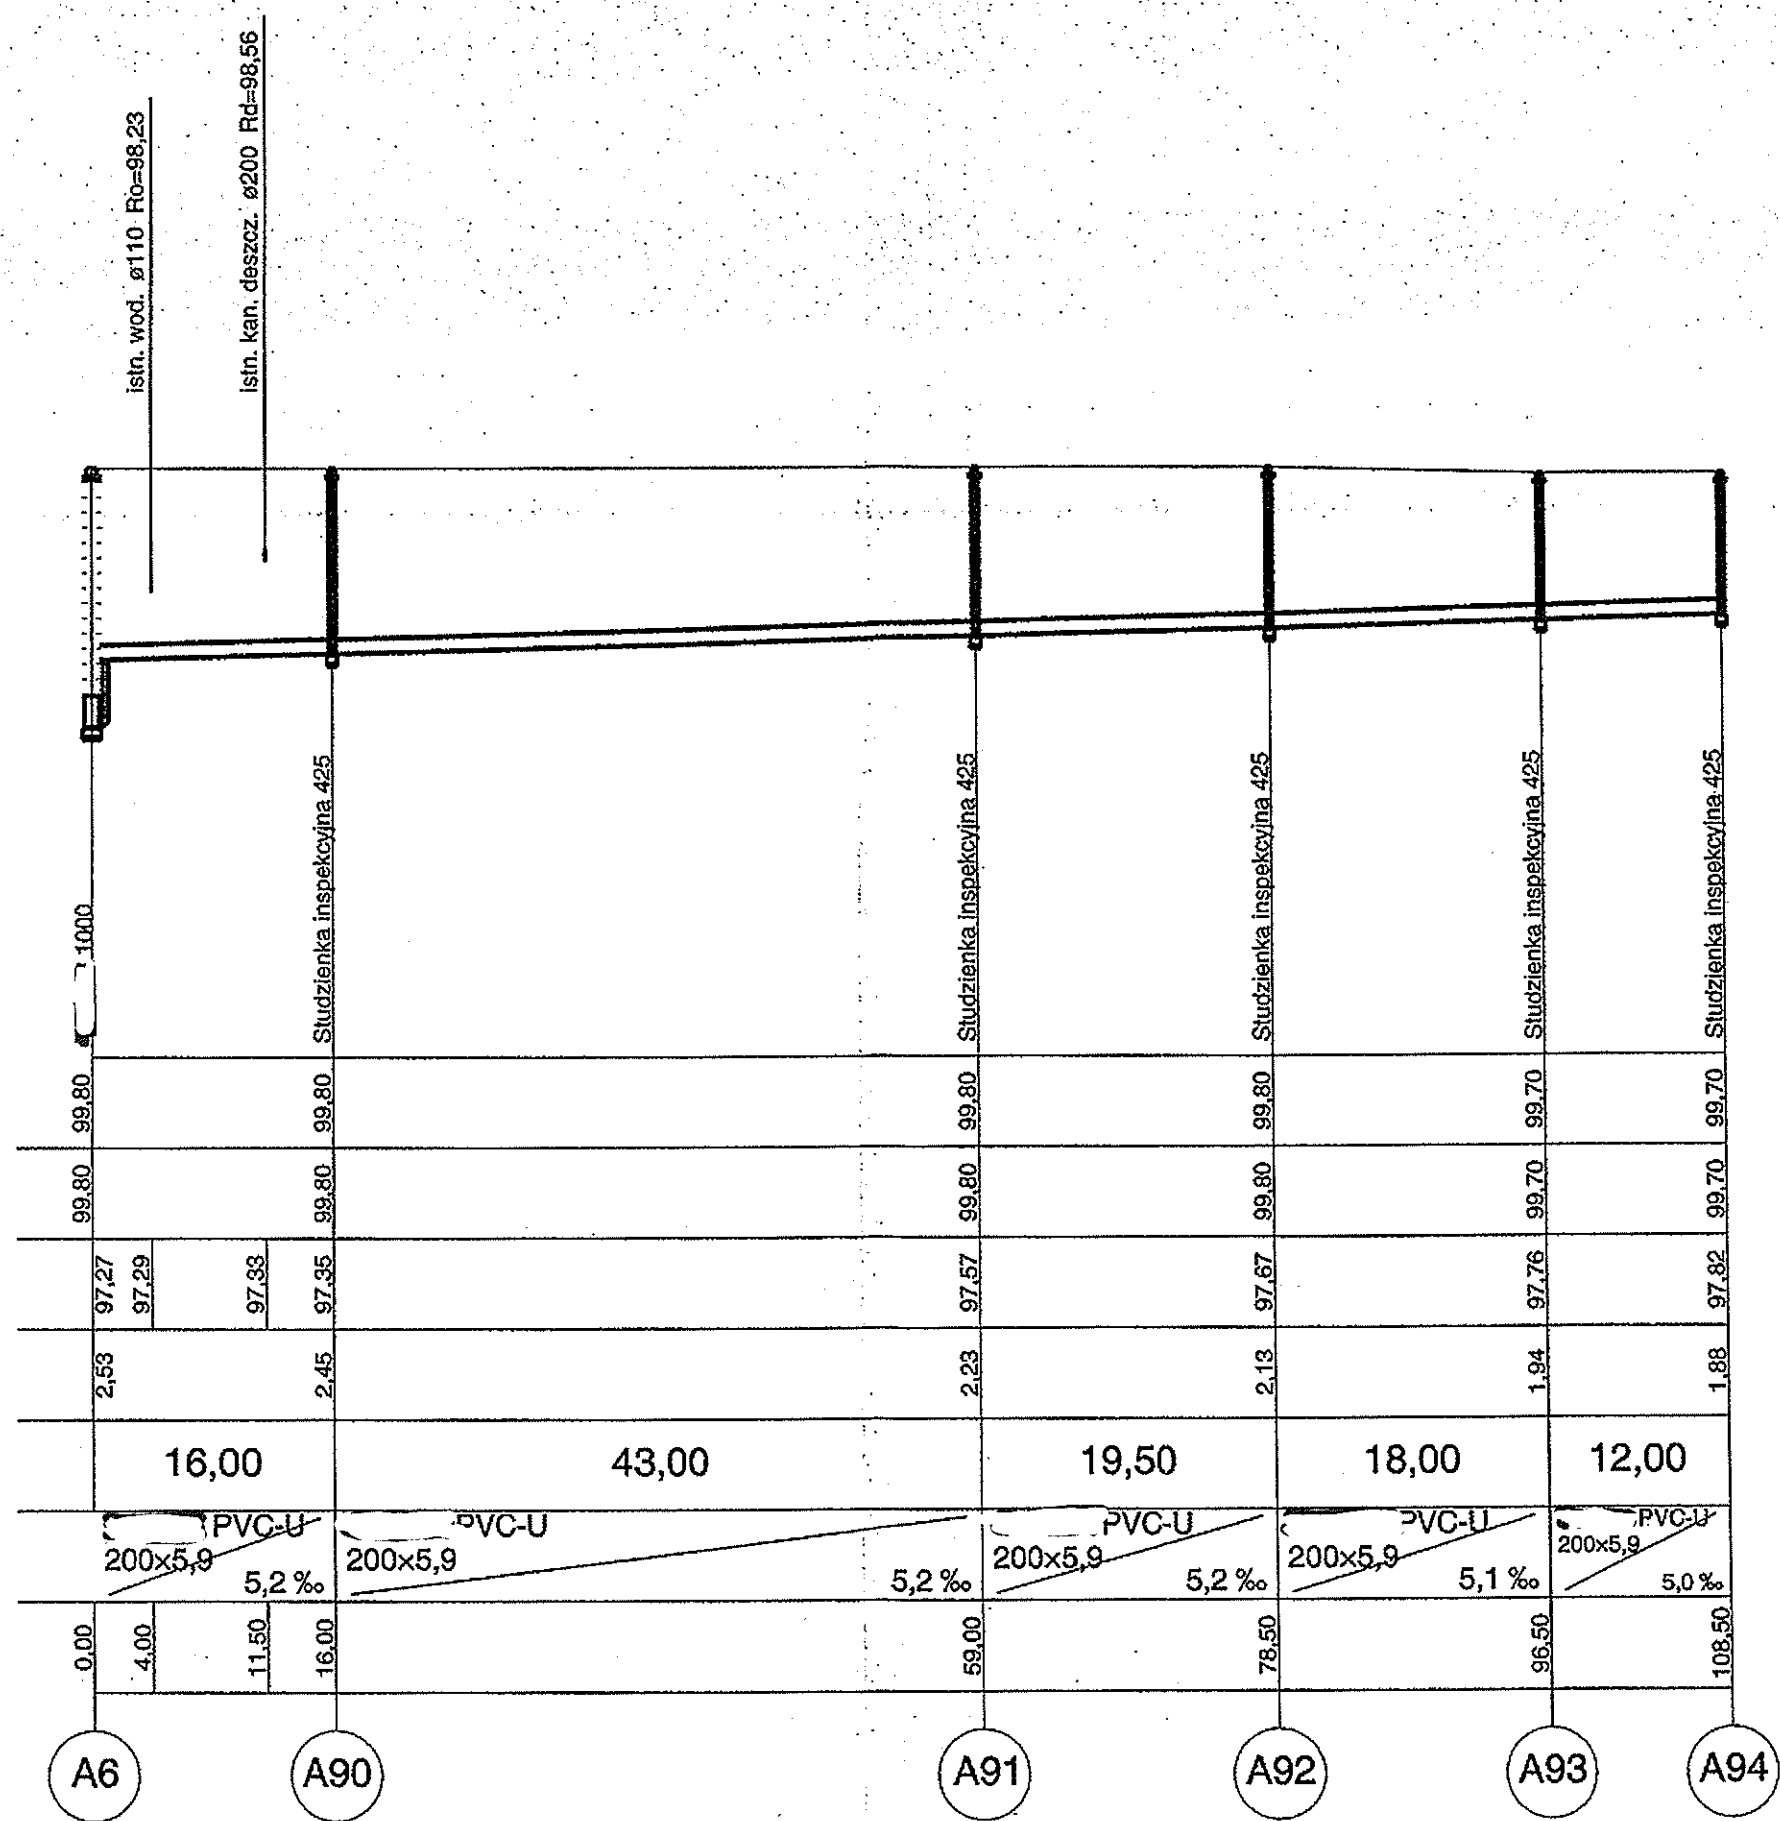 istn. wod. ø110 Ro=98,23
istn. kan. deszcz. ø200 Rd=98,56
1000
Studzienka inspekcyjna 425
Studzienka inspekcyjna 425
Studzienka inspekcyjna 425
Studzienka inspekcyjna 425
Studzienka inspekcyjna 425
99,80 99,80 99,80 99,80 99,70 99,70
99,80 99,80 99,80 99,80 99,70 99,70
97,27 97,29 97,33 97,35 97,57 97,67 97,76 97,82
2,53 2,45 2,23 2,13 1,94 1,88
16,00 43,00 19,50 18,00 12,00
PVC-U PVC-U PVC-U PVC-U PVC-U
200x5,9 200x5,9 200x5,9 200x5,9 200x5,9
5,2 ‰ 5,2 ‰ 5,2 ‰ 5,1 ‰ 5,0 ‰
0,00 4,00 11,50 16,00 59,00 78,50 96,50 108,50
A6 A90 A91 A92 A93 A94